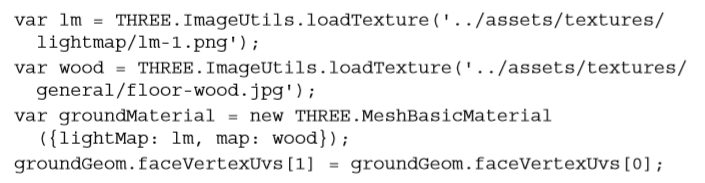 var lm = THREE.ImageUtils.loadTexture('../assets/textures/
lightmap/lm-1.png');
var wood = THREE.ImageUtils.loadTexture('../assets/textures/
general/floor-wood.jpg');
var groundMaterial = new THREE.MeshBasicMaterial
({lightMap: lm, map: wood});
groundGeom.faceVertexUvs[1] = groundGeom.faceVertexUvs[0];